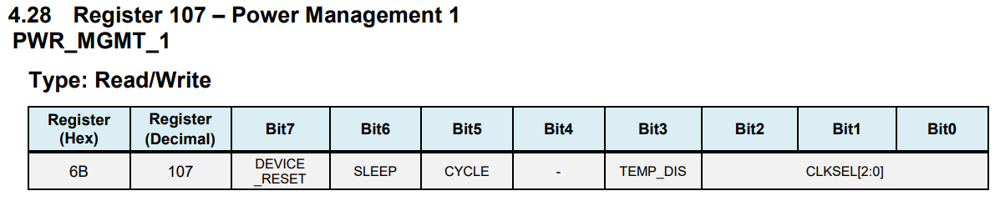 4.28 Register 107 – Power Management 1
PWR_MGMT_1
Type: Read/Write
Register (Hex) Register (Decimal) Bit7 Bit6 Bit5 Bit4 Bit3 Bit2 Bit1 Bit0
6B 107 DEVICE _RESET SLEEP CYCLE - TEMP_DIS CLKSEL[2:0]